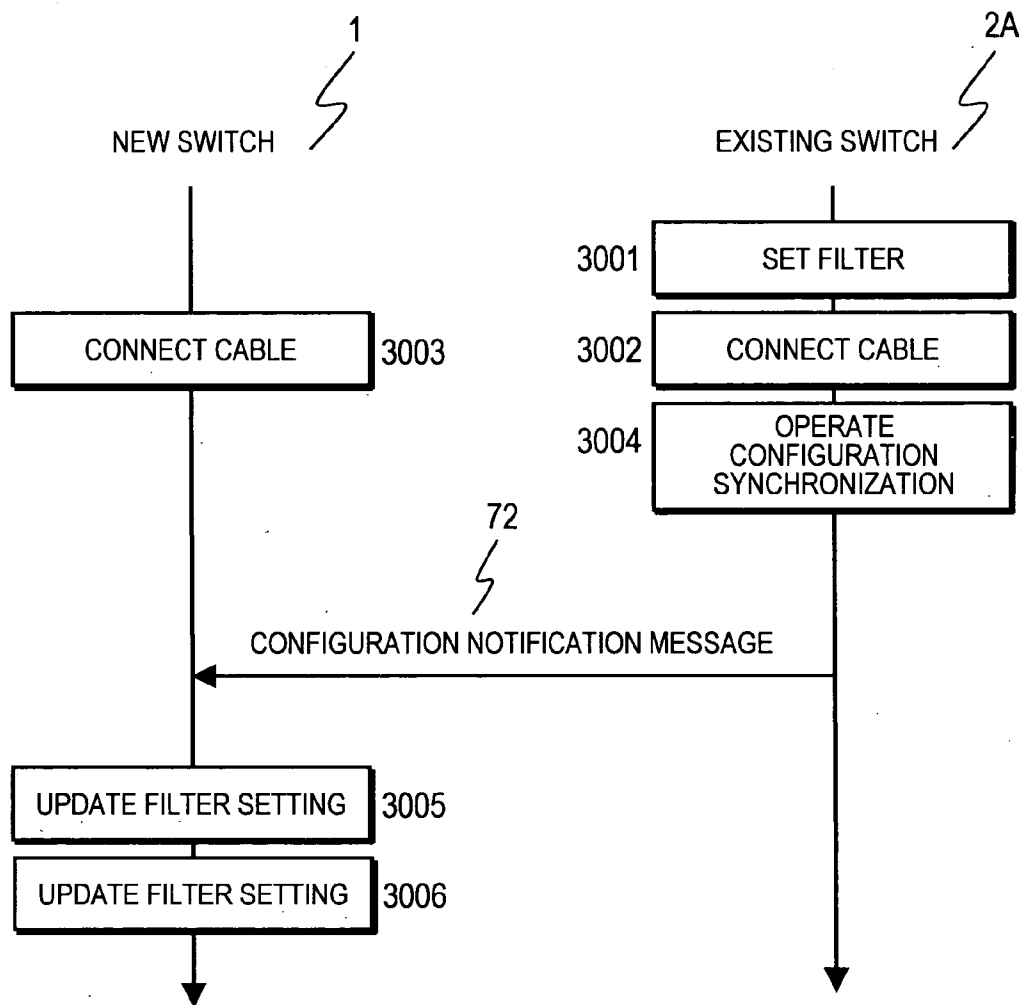 1
2A
NEW SWITCH
EXISTING SWITCH
3001
SET FILTER
CONNECT CABLE
3003
3002
CONNECT CABLE
3004
OPERATE
CONFIGURATION
SYNCHRONIZATION
72
CONFIGURATION NOTIFICATION MESSAGE
UPDATE FILTER SETTING
3005
UPDATE FILTER SETTING
3006